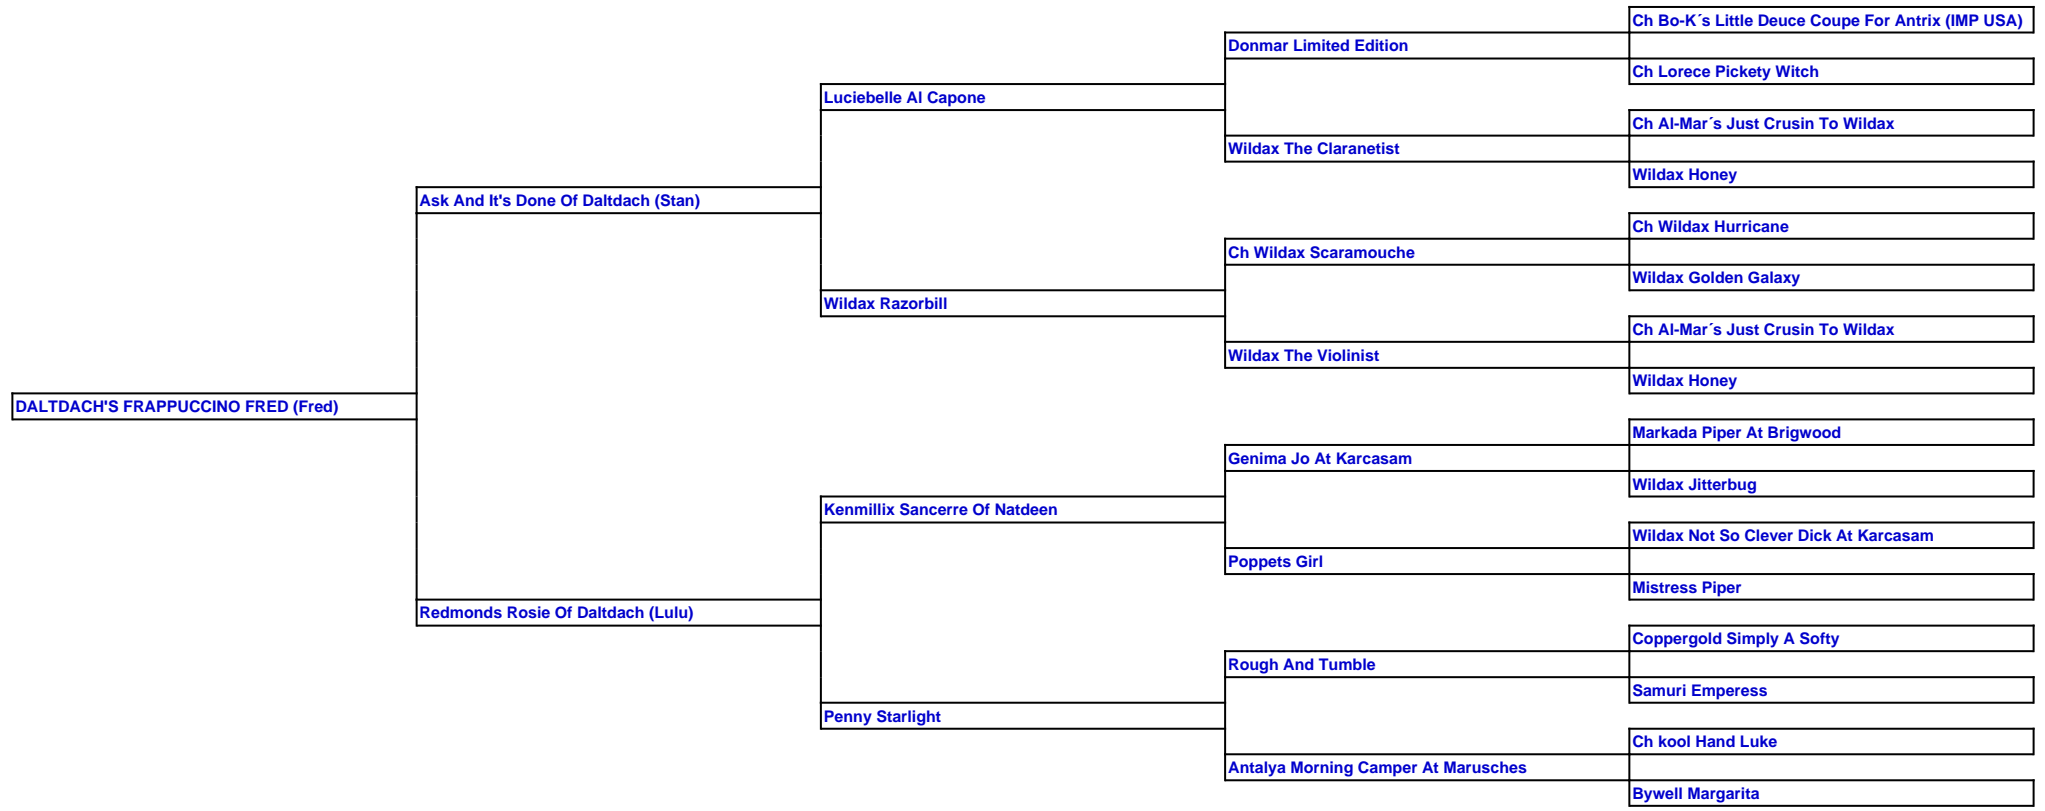 Ch Bo-K´s Little Deuce Coupe For Antrix (IMP USA)
Donmar Limited Edition
Ch Lorece Pickety Witch
Luciebelle Al Capone
Ch Al-Mar´s Just Crusin To Wildax
Wildax The Claranetist
Wildax Honey
Ask And It's Done Of Daltdach (Stan)
Ch Wildax Hurricane
Ch Wildax Scaramouche
Wildax Golden Galaxy
Wildax Razorbill
Ch Al-Mar´s Just Crusin To Wildax
Wildax The Violinist
Wildax Honey
DALTDACH'S FRAPPUCCINO FRED (Fred)
Markada Piper At Brigwood
Genima Jo At Karcasam
Wildax Jitterbug
Kenmillix Sancerre Of Natdeen
Wildax Not So Clever Dick At Karcasam
Poppets Girl
Mistress Piper
Redmonds Rosie Of Daltdach (Lulu)
Coppergold Simply A Softy
Rough And Tumble
Samuri Emperess
Penny Starlight
Ch kool Hand Luke
Antalya Morning Camper At Marusches
Bywell Margarita